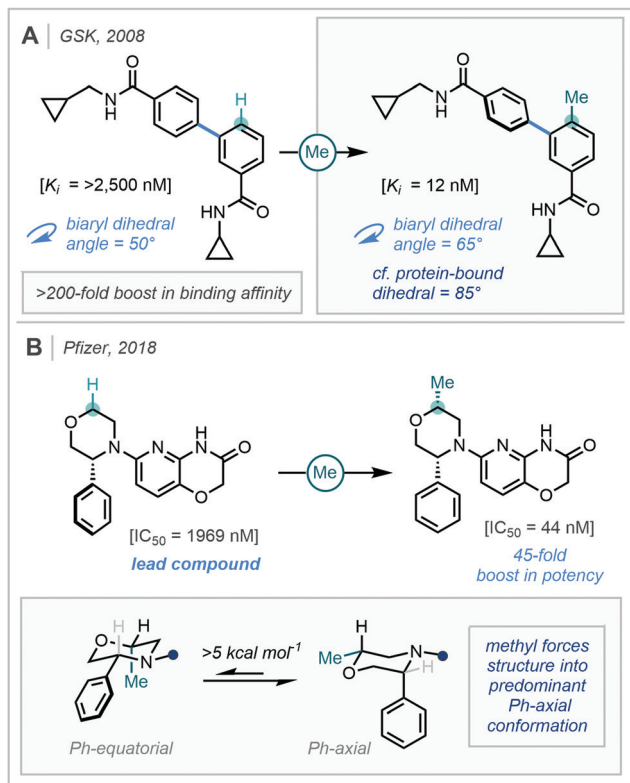 A | GSK, 2008
O
N
H
H
[Ki = >2,500 nM]
HN
O
biaryl dihedral
angle = 50°
>200-fold boost in binding affinity
Me
O
N
H
Me
[Ki = 12 nM]
HN
O
biaryl dihedral
angle = 65°
cf. protein-bound
dihedral = 85°
B | Pfizer, 2018
H
O
N
N
H
N
O
O
[IC50 = 1969 nM]
lead compound
Me
Me
O
N
N
H
N
O
O
[IC50 = 44 nM]
45-fold
boost in potency
H
H
O
N
Me
Ph-equatorial
>5 kcal mol-1
H
Me
N
O
H
Ph-axial
methyl forces
structure into
predominant
Ph-axial
conformation